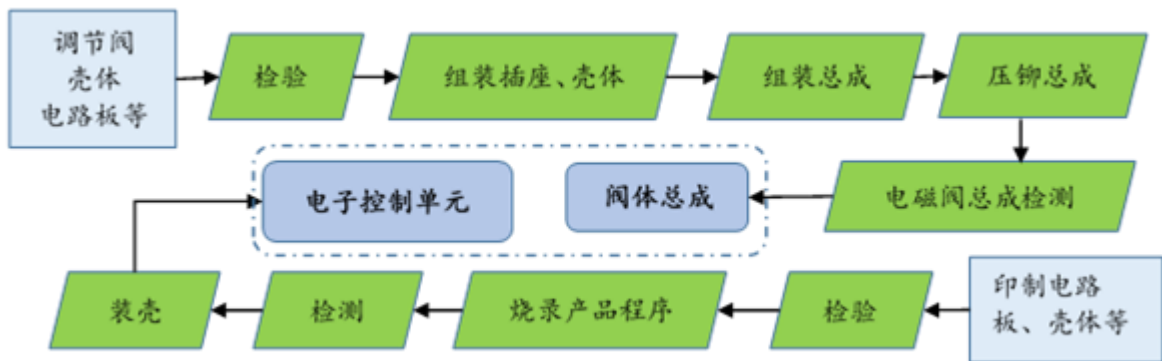 调节阀
壳体
电路板等
检验
组装插座、壳体
组装总成
压铆总成
电子控制单元
阀体总成
电磁阀总成检测
装壳
检测
烧录产品程序
检验
印制电路
板、壳体等